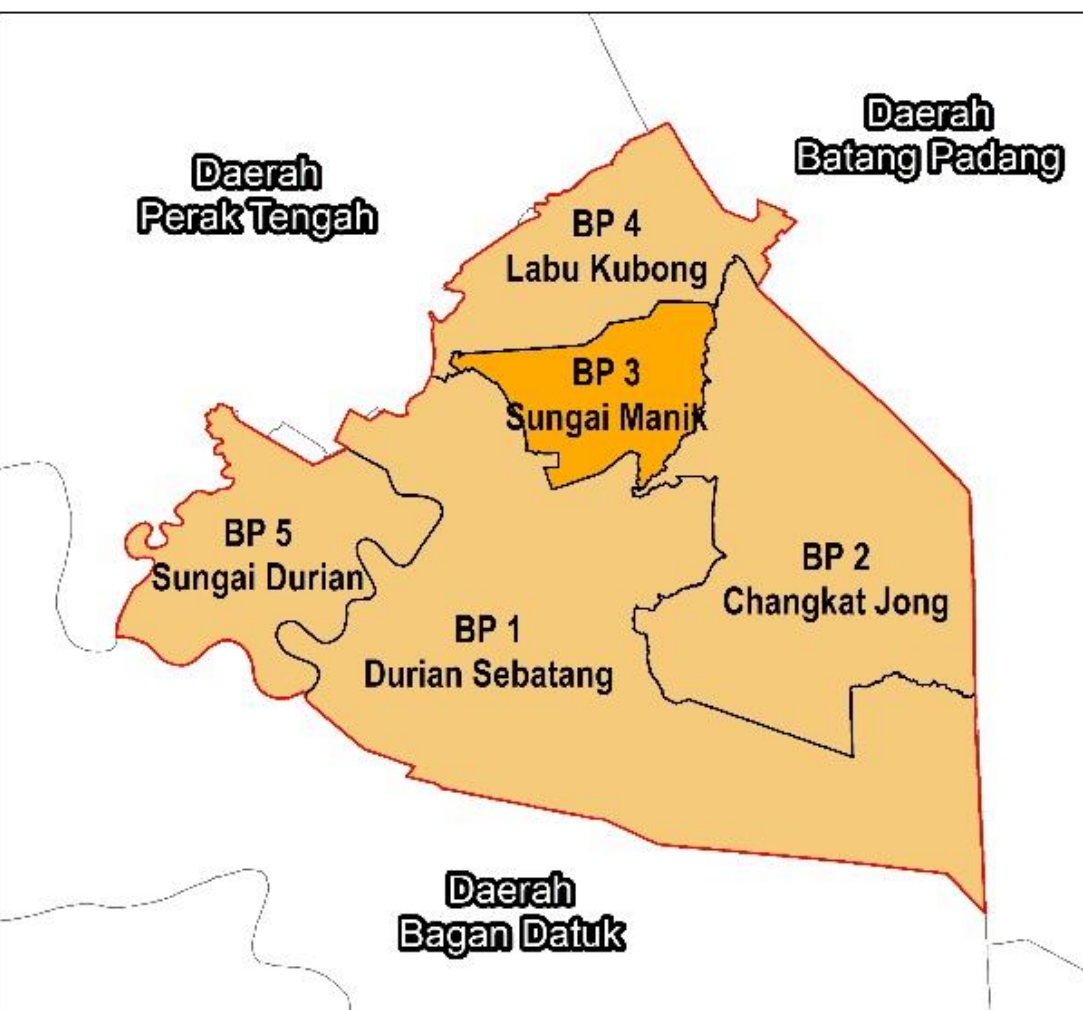 Daerah
Batang Padang
Daerah
Perak Tengah
BP 4
Labu Kubong
BP 3
Sungai Manik
BP 5
Sungai Durian
BP 2
Changkat Jong
BP 1
Durian Sebatang
Daerah
Bagan Datuk